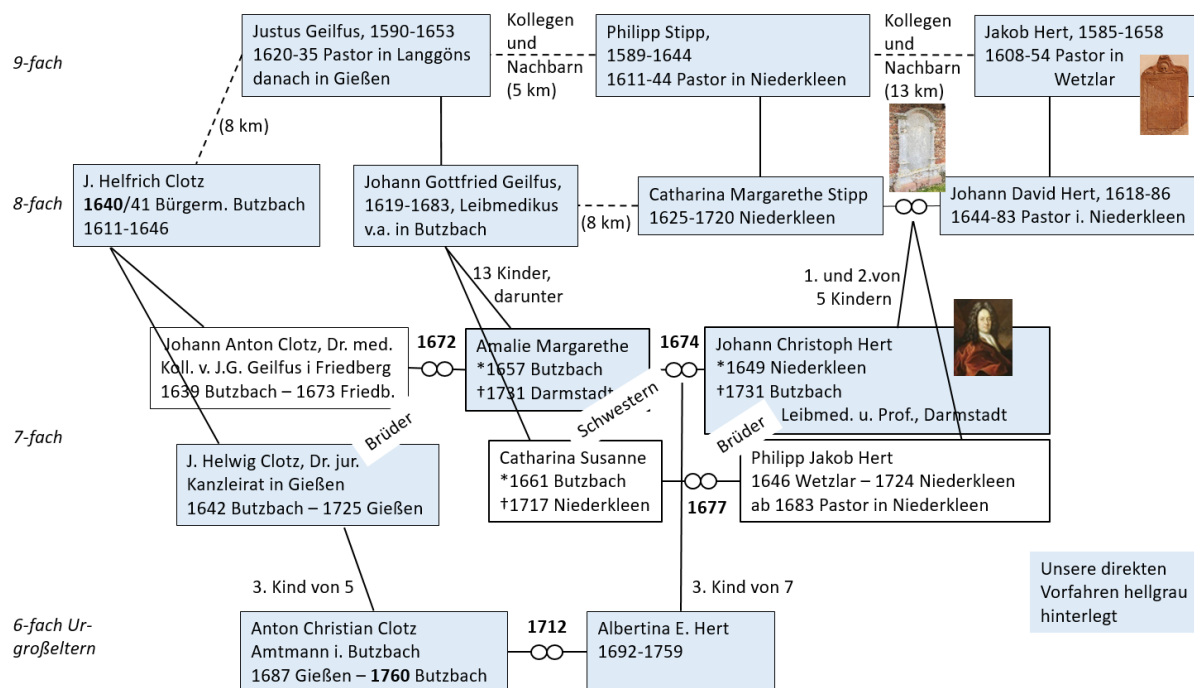 9-fach
Justus Geilfus, 1590-1653
1620-35 Pastor in Langgöns
danach in Gießen
Kollegen
und
Nachbarn
(5 km)
Philipp Stipp,
1589-1644
1611-44 Pastor in Niederkleen
Kollegen
und
Nachbarn
(13 km)
Jakob Hert, 1585-1658
1608-54 Pastor in
Wetzlar
(8 km)
8-fach
J. Helfrich Clotz
1640/41 Bürgerm. Butzbach
1611-1646
Johann Gottfried Geilfus,
1619-1683, Leibmedikus
v.a. in Butzbach
(8 km)
Catharina Margarethe Stipp
1625-1720 Niederkleen
Johann David Hert, 1618-86
1644-83 Pastor i. Niederkleen
13 Kinder,
darunter
1. und 2.von
5 Kindern
7-fach
Johann Anton Clotz, Dr. med.
Koll. v. J.G. Geilfus i Friedberg
1639 Butzbach – 1673 Friedb.
1672
Amalie Margarethe
*1657 Butzbach
†1731 Darmstadt
1674
Johann Christoph Hert
*1649 Niederkleen
†1731 Butzbach
Leibmed. u. Prof., Darmstadt
Brüder
Schwestern
Brüder
J. Helwig Clotz, Dr. jur.
Kanzleirat in Gießen
1642 Butzbach – 1725 Gießen
Catharina Susanne
*1661 Butzbach
†1717 Niederkleen
1677
Philipp Jakob Hert
1646 Wetzlar – 1724 Niederkleen
ab 1683 Pastor in Niederkleen
3. Kind von 5
3. Kind von 7
6-fach Ur-
großeltern
Anton Christian Clotz
Amtmann i. Butzbach
1687 Gießen – 1760 Butzbach
1712
Albertina E. Hert
1692-1759
Unsere direkten
Vorfahren hellgrau
hinterlegt